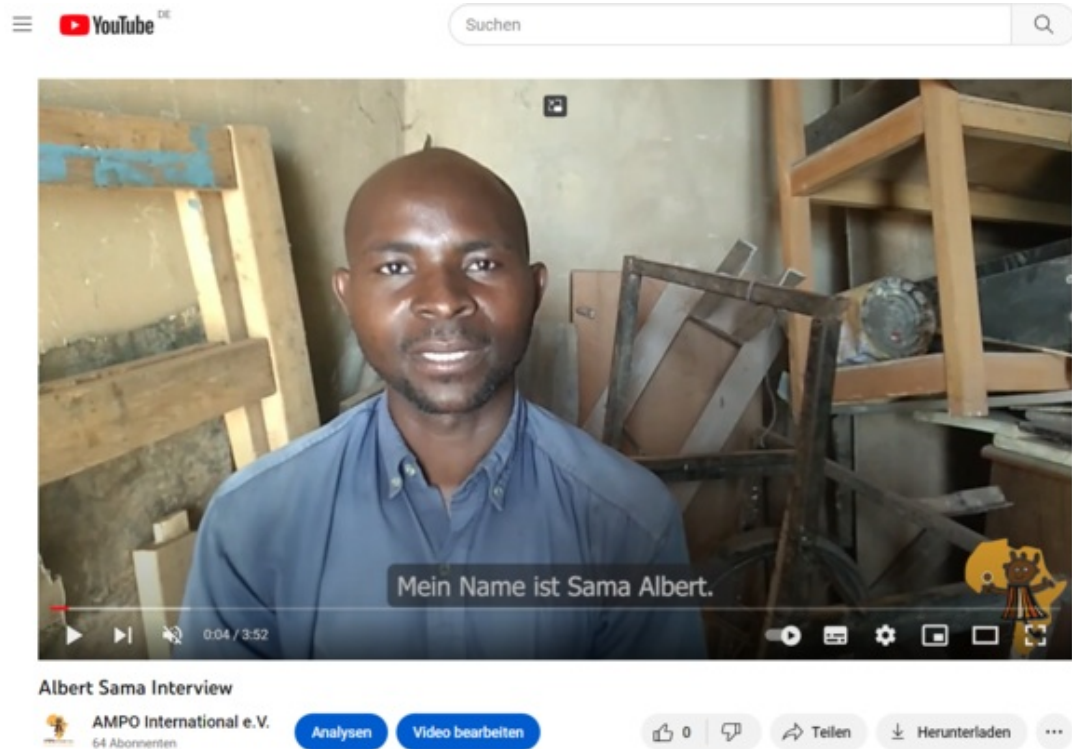 YouTube DE
Suchen
Mein Name ist Sama Albert.
0:04 / 3:52
Albert Sama Interview
AMPO International e.V.
64 Abonnenten
Analysen
Video bearbeiten
0
Teilen
Herunterladen